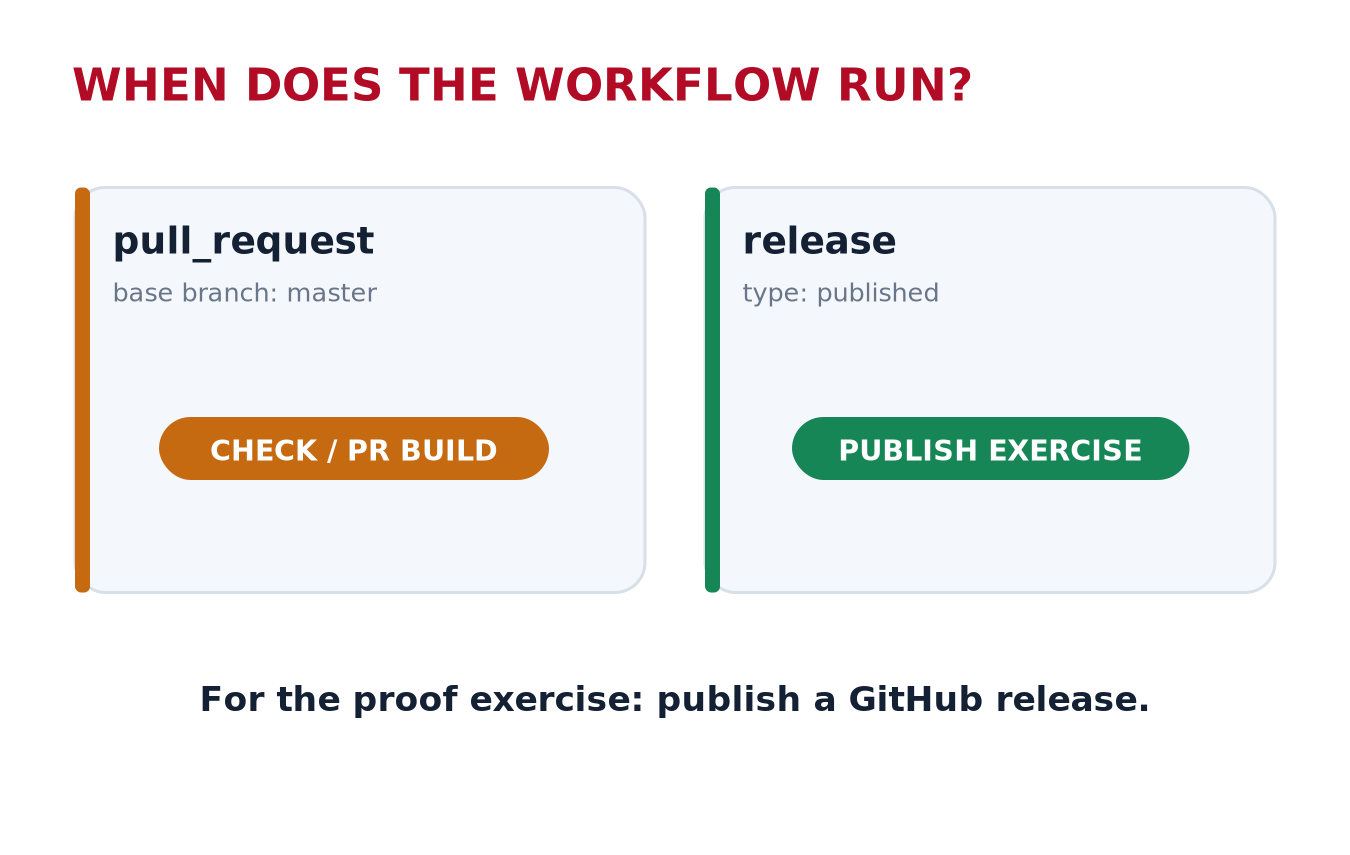 WHEN DOES THE WORKFLOW RUN?
pull_request
base branch: master
CHECK / PR BUILD
release
type: published
PUBLISH EXERCISE
For the proof exercise: publish a GitHub release.